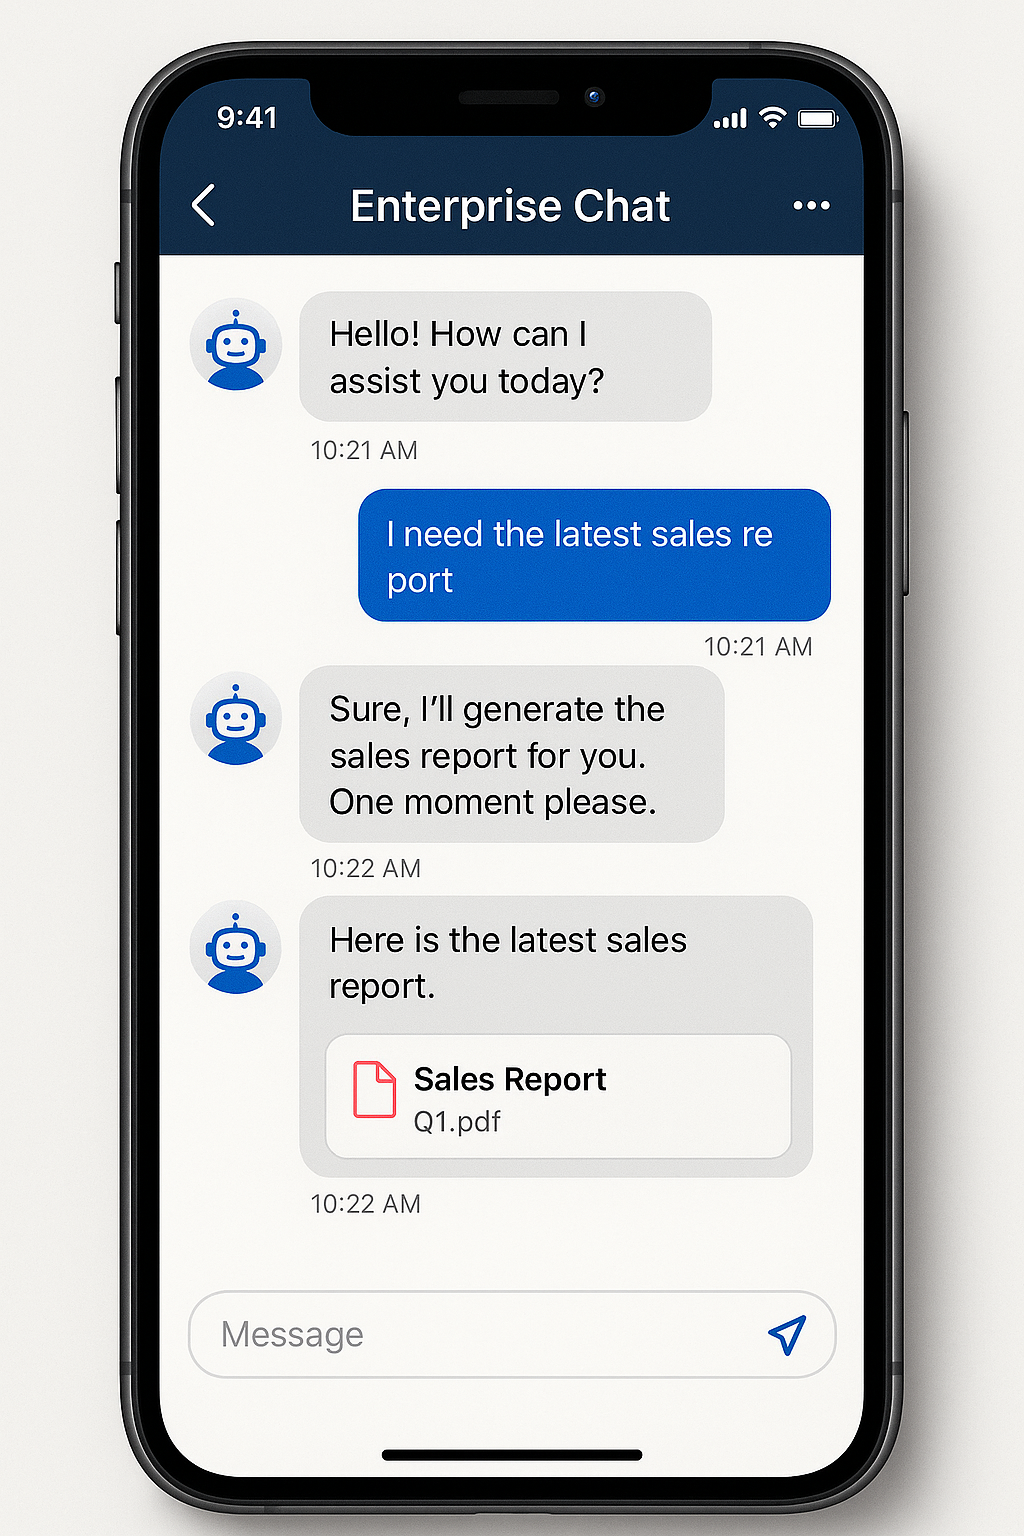 9:41
Enterprise Chat
Hello! How can I
assist you today?
10:21 AM
I need the latest sales re
port
10:21 AM
Sure, I’ll generate the
sales report for you.
One moment please.
10:22 AM
Here is the latest sales
report.
Sales Report
Q1.pdf
10:22 AM
Message